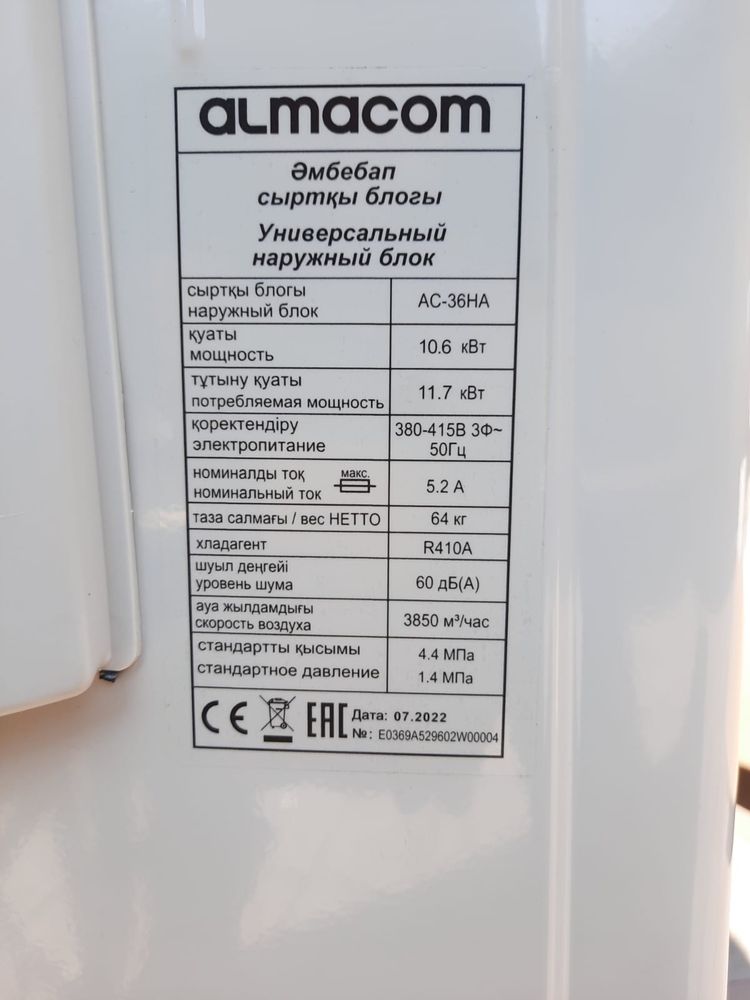 almacom
Әмбебап
сыртқы блогы
Универсальный
наружный блок
сыртқы блогы
наружный блок
АС-36НА
қуаты
мощность
10.6 кВт
тұтыну қуаты
потребляемая мощность
11.7 кВт
қоректендіру
электропитание
380-415В 3Ф~
50Гц
номиналды тоқ
номинальный ток
макс.
5.2 А
таза салмағы / вес НЕТТО
64 кг
хладагент
R410A
шуыл деңгейі
уровень шума
60 дБ(А)
ауа жылдамдығы
скорость воздуха
3850 м³/час
стандартты қысымы
стандартное давление
4.4 МПа
1.4 МПа
CE
EAC
Дата: 07.2022
№: E0369A529602W00004